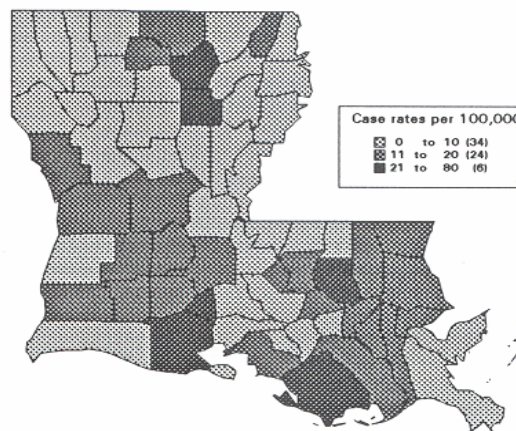 Case rates per 100,000
0 to 10 (34)
11 to 20 (24)
21 to 80 (6)